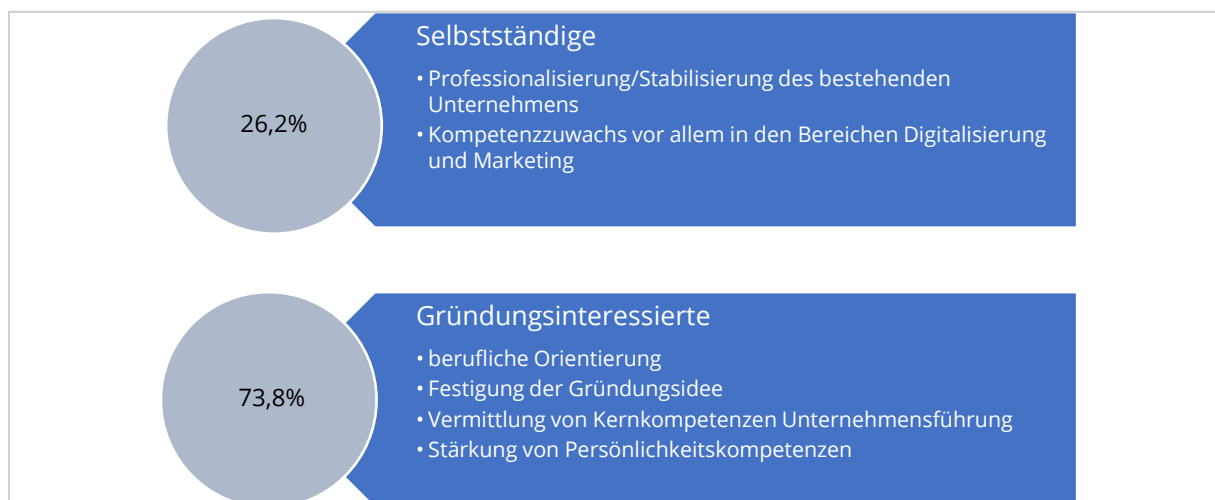 26,2%
Selbstständige
• Professionalisierung/Stabilisierung des bestehenden
Unternehmens
• Kompetenzzuwachs vor allem in den Bereichen Digitalisierung
und Marketing
73,8%
Gründungsinteressierte
• berufliche Orientierung
• Festigung der Gründungsidee
• Vermittlung von Kernkompetenzen Unternehmensführung
• Stärkung von Persönlichkeitskompetenzen